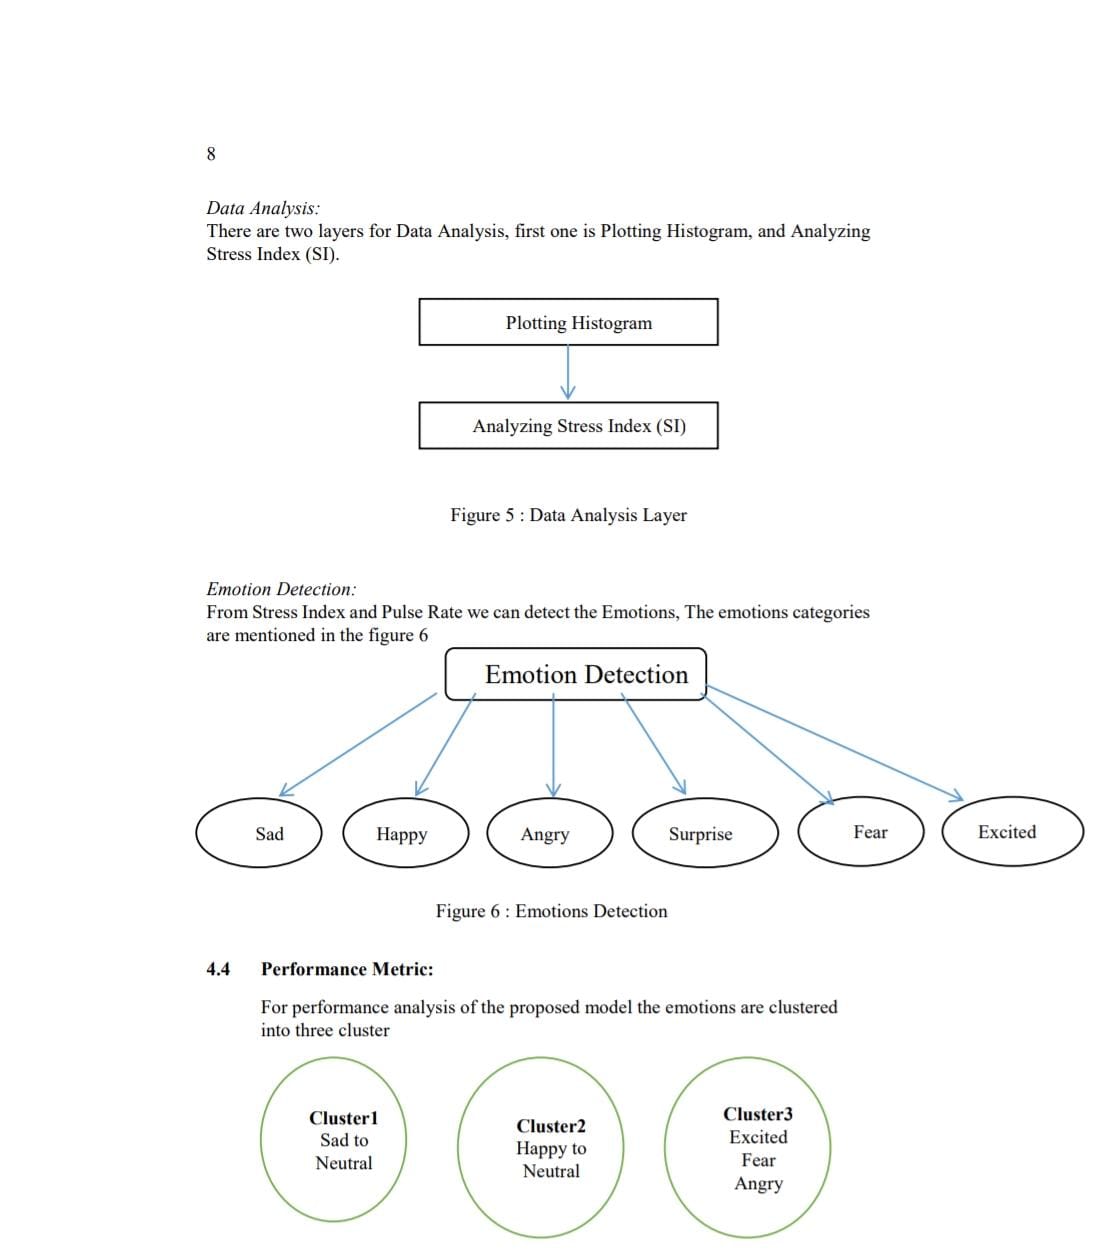 8
Data Analysis:
There are two layers for Data Analysis, first one is Plotting Histogram, and Analyzing
Stress Index (SI).
Plotting Histogram
Analyzing Stress Index (SI)
Figure 5 : Data Analysis Layer
Emotion Detection:
From Stress Index and Pulse Rate we can detect the Emotions, The emotions categories
are mentioned in the figure 6
Emotion Detection
Sad
Happy
Angry
Surprise
Fear
Excited
Figure 6 : Emotions Detection
4.4 Performance Metric:
For performance analysis of the proposed model the emotions are clustered
into three cluster
Cluster1
Sad to
Neutral
Cluster2
Happy to
Neutral
Cluster3
Excited
Fear
Angry